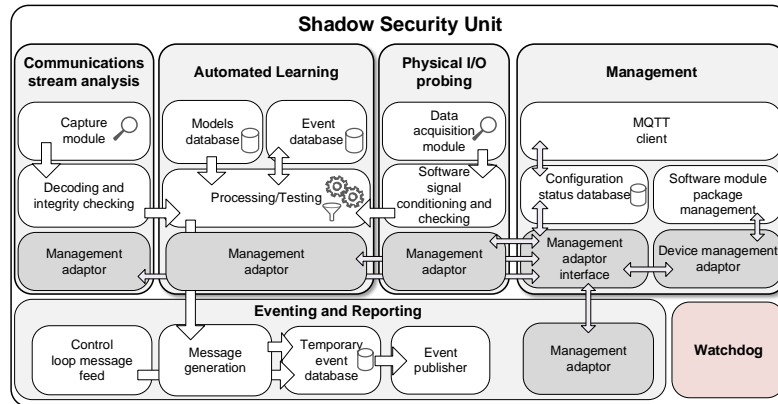 Shadow Security Unit
Communications
stream analysis
Capture
module
Decoding and
integrity checking
Management
adaptor
Automated Learning
Models
database
Event
database
Processing/Testing
Management
adaptor
Physical I/O
probing
Data
acquisition
module
Software
signal
conditioning and
checking
Management
adaptor
Management
MQTT
client
Configuration
status database
Software module
package
management
Management
adaptor
interface
Device management
adaptor
Eventing and Reporting
Control
loop message
feed
Message
generation
Temporary
event
database
Event
publisher
Management
adaptor
Watchdog